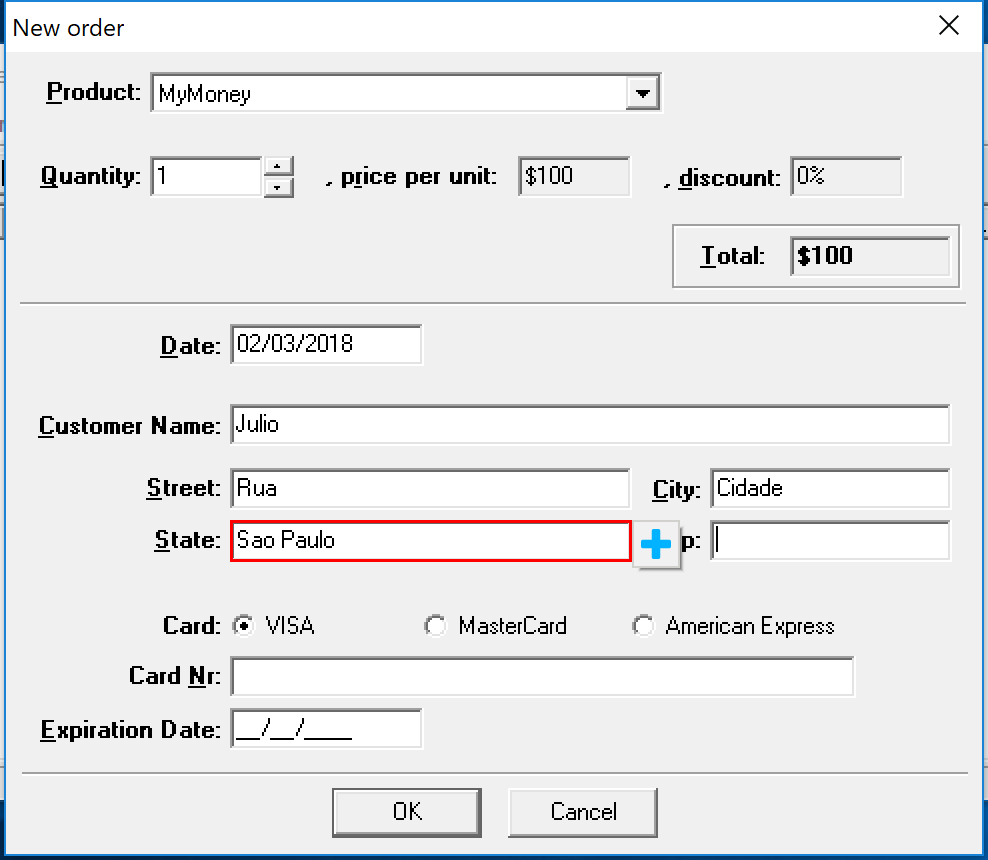 New order
Product: MyMoney
Quantity: 1 , price per unit: $100 , discount: 0%
Total: $100
Date: 02/03/2018
Customer Name: Julio
Street: Rua City: Cidade
State: Sao Paulo p:
Card: VISA MasterCard American Express
Card Nr:
Expiration Date: __/__/____
OK Cancel